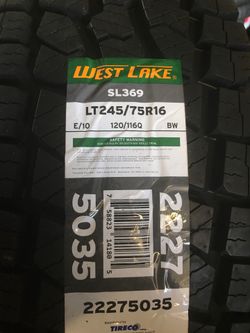 WEST LAKE
SL369
LT245/75R16
E/10 120/116Q BW
SAFETY WARNING
2227
5035
22275035
TIRECO